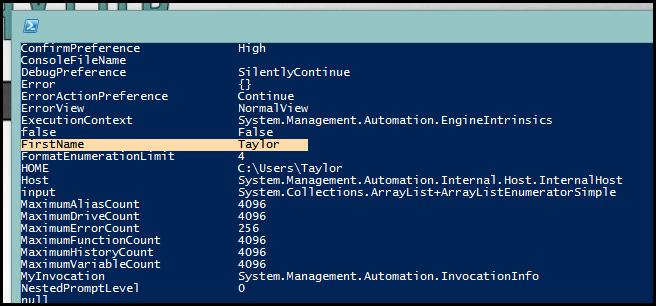 ConfirmPreference High
ConsoleFileName
DebugPreference SilentlyContinue
Error {}
ErrorActionPreference Continue
ErrorView NormalView
ExecutionContext System.Management.Automation.EngineIntrinsics
false False
FirstName Taylor
FormatEnumerationLimit 4
HOME C:\Users\Taylor
Host System.Management.Automation.Internal.Host.InternalHost
input System.Collections.ArrayList+ArrayListEnumeratorSimple
MaximumAliasCount 4096
MaximumDriveCount 4096
MaximumErrorCount 256
MaximumFunctionCount 4096
MaximumHistoryCount 4096
MaximumVariableCount 4096
MyInvocation System.Management.Automation.InvocationInfo
NestedPromptLevel 0
null